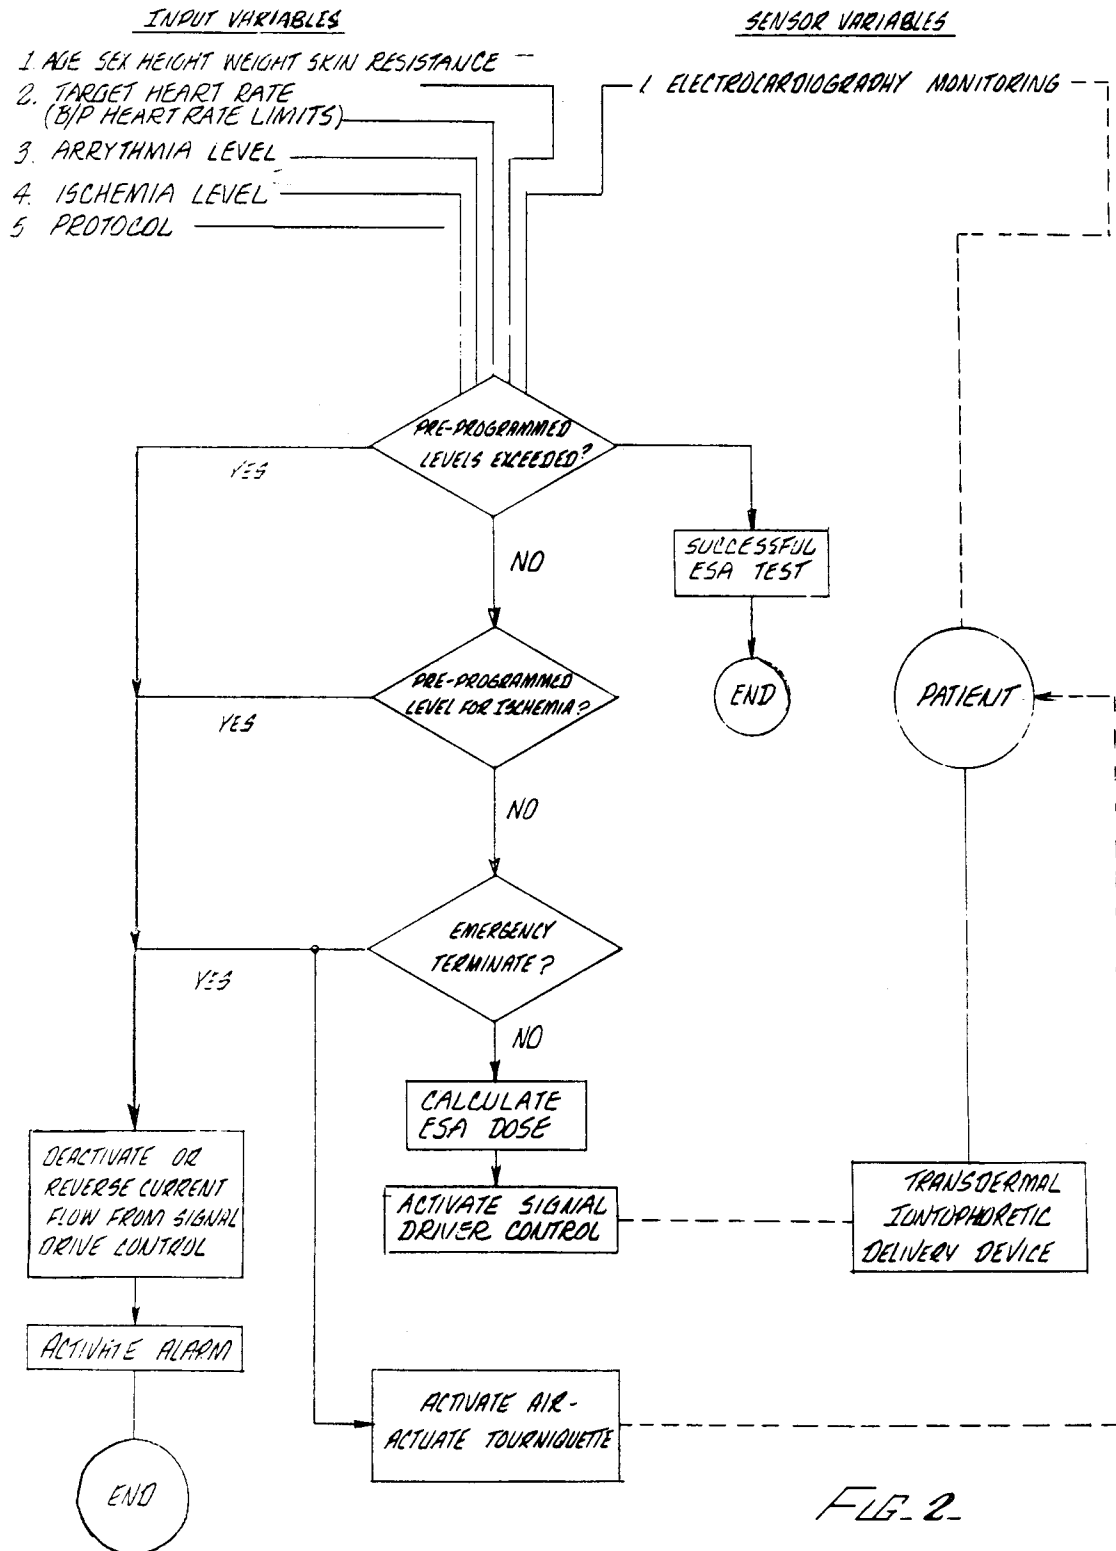 INPUT VARIABLES
1. AGE SEX HEIGHT WEIGHT SKIN RESISTANCE
2. TARGET HEART RATE
(B/P HEART RATE LIMITS)
3. ARRYTHMIA LEVEL
4. ISCHEMIA LEVEL
5 PROTOCOL
SENSOR VARIABLES
1 ELECTROCARDIOGRAPHY MONITORING
PRE-PROGRAMMED
LEVELS EXCEEDED?
YES
NO
SUCCESSFUL
ESA TEST
END
PRE-PROGRAMMED
LEVEL FOR ISCHEMIA?
YES
NO
PATIENT
EMERGENCY
TERMINATE?
YES
NO
CALCULATE
ESA DOSE
ACTIVATE SIGNAL
DRIVER CONTROL
TRANSDERMAL
IONTOPHORETIC
DELIVERY DEVICE
DEACTIVATE OR
REVERSE CURRENT
FLOW FROM SIGNAL
DRIVE CONTROL
ACTIVATE ALARM
END
ACTIVATE AIR-
ACTUATE TOURNIQUETTE
FIG-2-